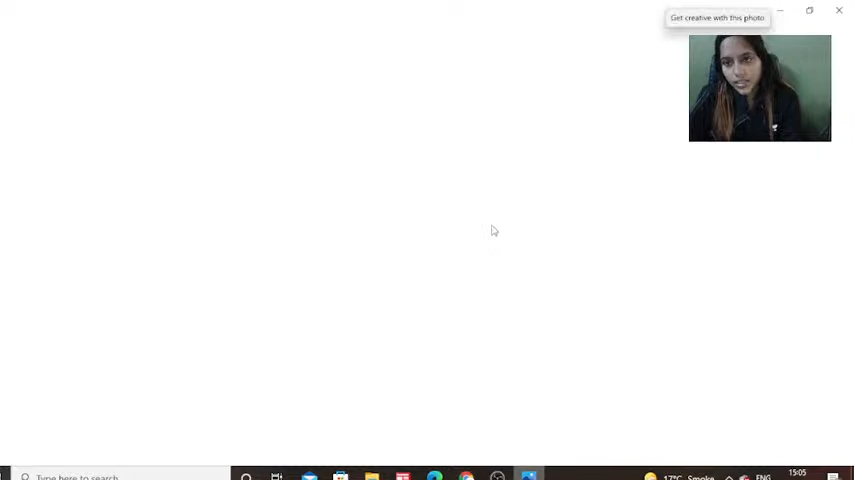 Get creative with this photo
Type here to search
17°C Smoke
ENG
15:05